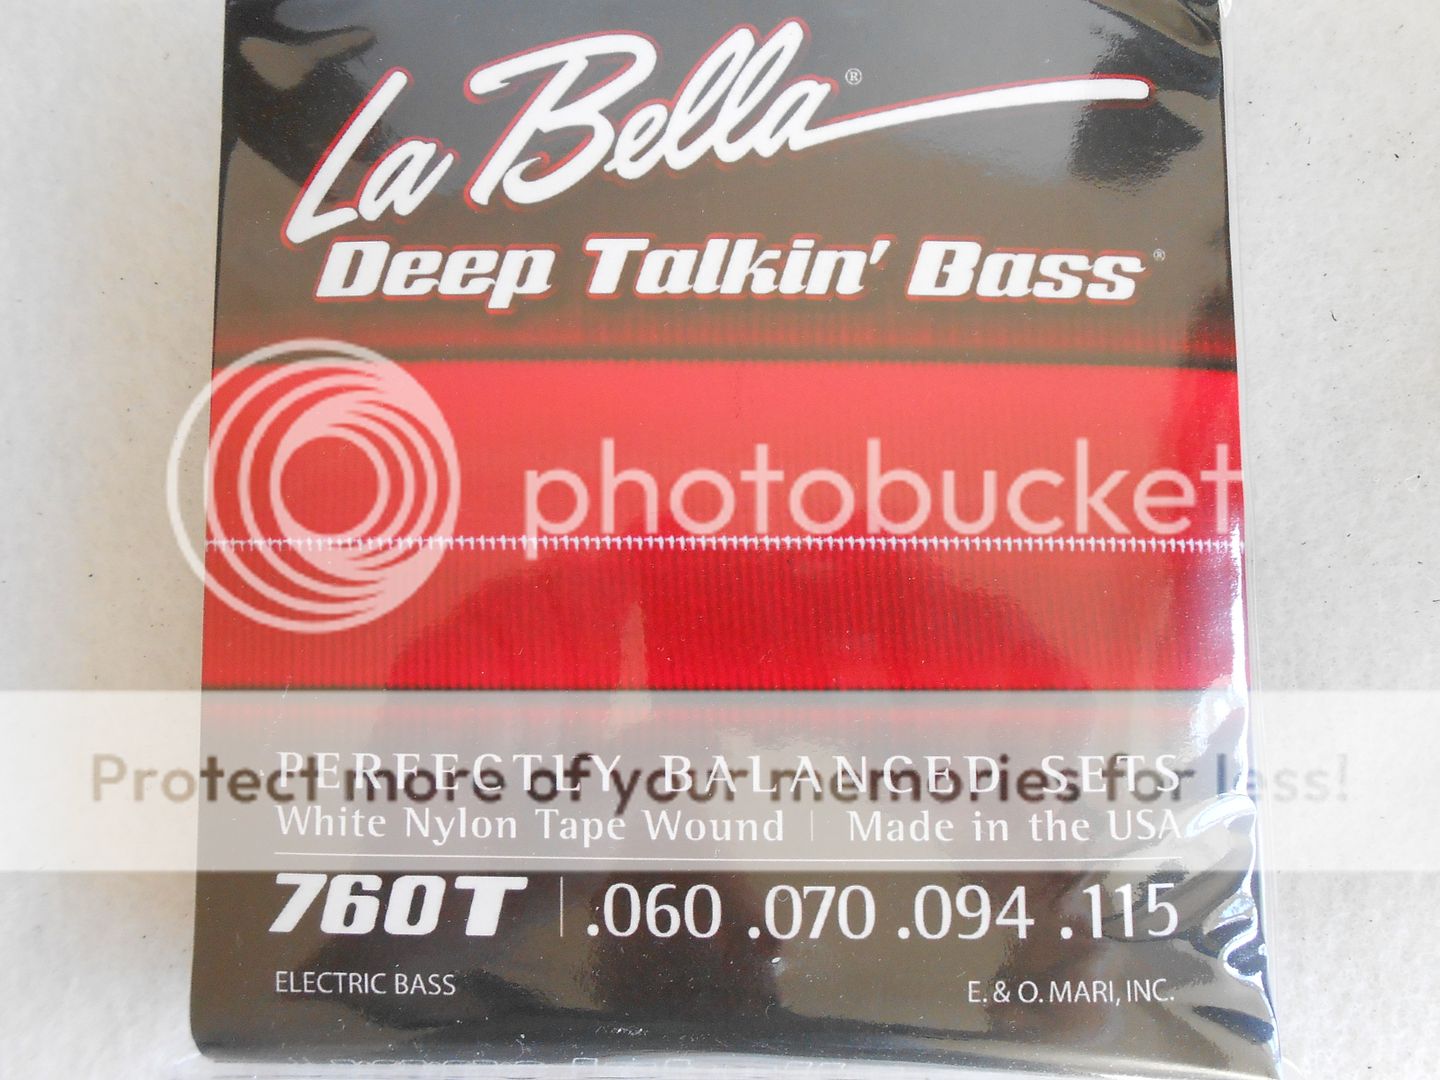 La Bella®
Deep Talkin' Bass®
photobucket
PERFECTLY BALANCED SETS
Protect more of your memories for less!
White Nylon Tape Wound | Made in the USA
760T | .060 .070 .094 .115
ELECTRIC BASS
E. & O. MARI, INC.